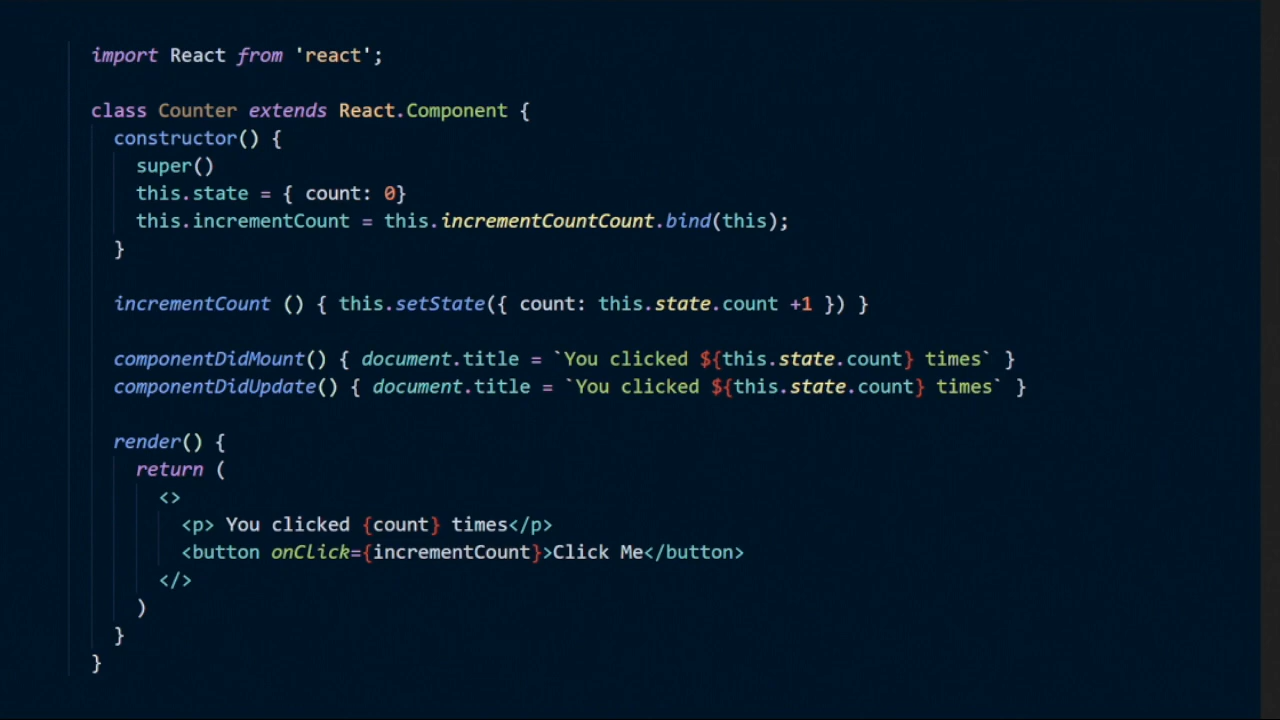 import React from 'react';
class Counter extends React.Component {
constructor() {
super()
this.state = { count: 0}
this.incrementCount = this.incrementCountCount.bind(this);
}
incrementCount () { this.setState({ count: this.state.count +1 }) }
componentDidMount() { document.title = `You clicked ${this.state.count} times` }
componentDidUpdate() { document.title = `You clicked ${this.state.count} times` }
render() {
return (
<>
<p> You clicked {count} times</p>
<button onClick={incrementCount}>Click Me</button>
</>
)
}
}